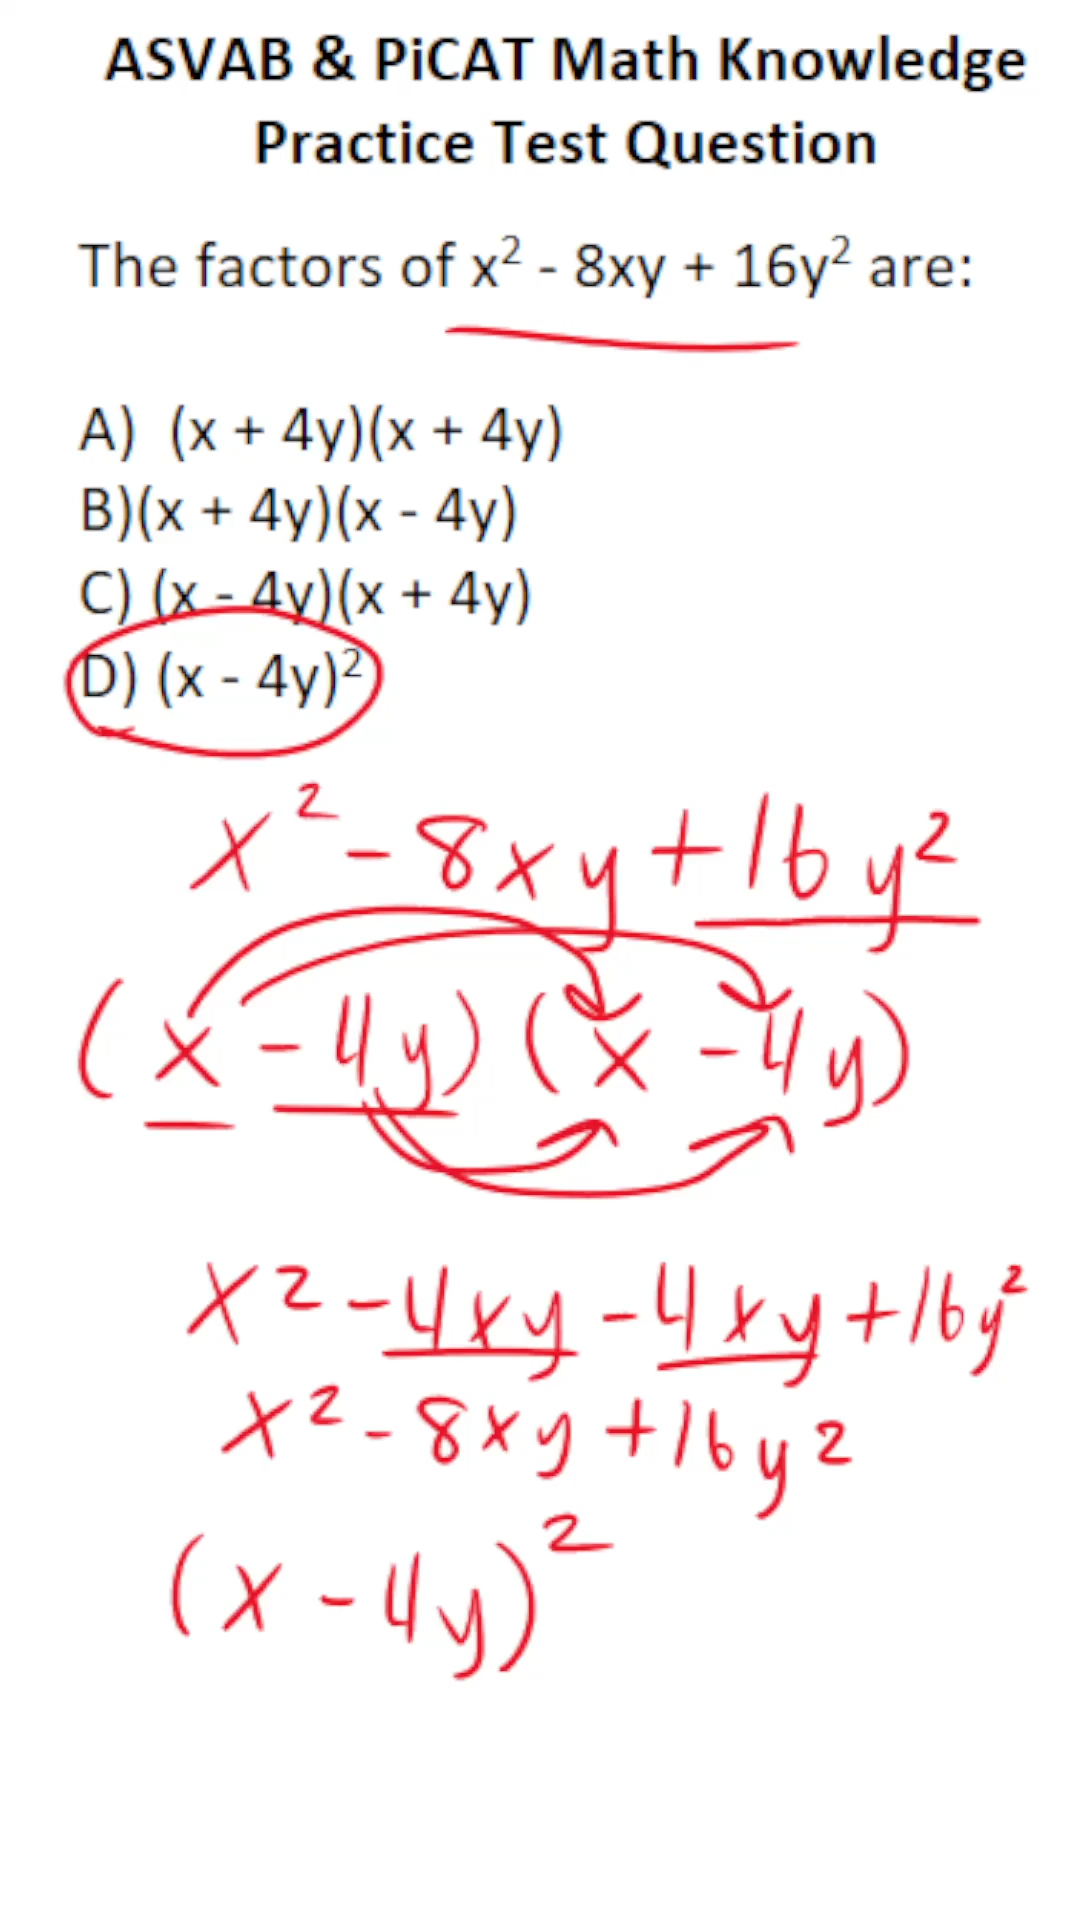 ASVAB & PiCAT Math Knowledge
Practice Test Question
The factors of x² - 8xy + 16y² are:
A) (x + 4y)(x + 4y)
B)(x + 4y)(x - 4y)
C) (x - 4y)(x + 4y)
D) (x - 4y)²
x² - 8xy + 16y²
(x - 4y)(x - 4y)
x² - 4xy - 4xy + 16y²
x² - 8xy + 16y²
(x - 4y)²